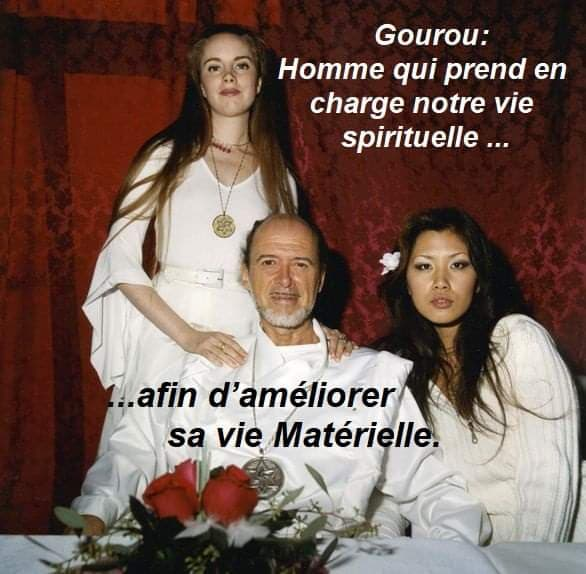 Gourou:
Homme qui prend en
charge notre vie
spirituelle ...
...afin d’améliorer
sa vie Matérielle.